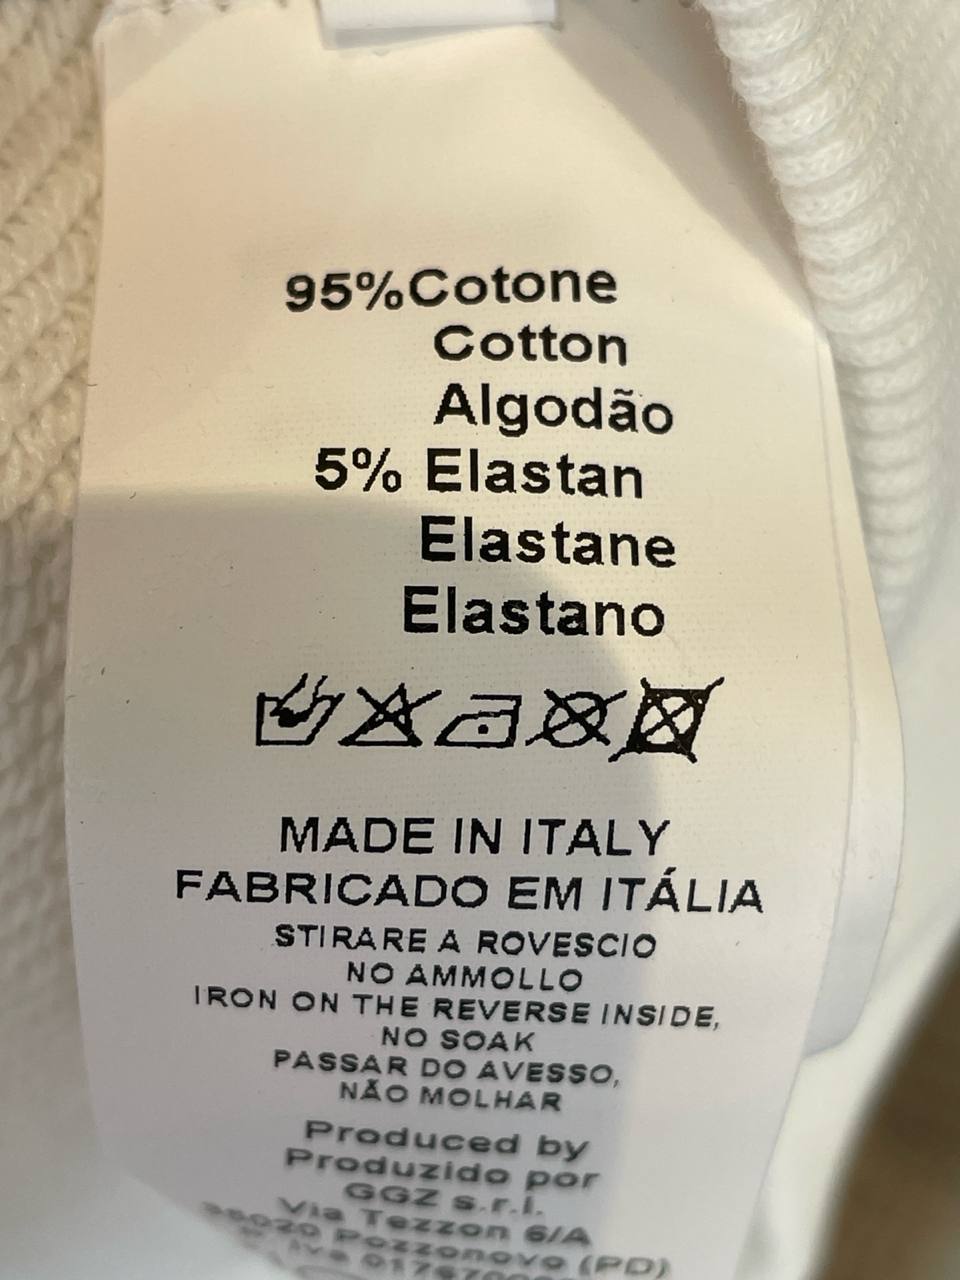 95%Cotone
Cotton
Algodão
5% Elastan
Elastane
Elastano
MADE IN ITALY
FABRICADO EM ITÁLIA
STIRARE A ROVESCIO
NO AMMOLLO
IRON ON THE REVERSE INSIDE,
NO SOAK
PASSAR DO AVESSO,
NÃO MOLHAR
Produced by
Produzido por
GGZ s.r.l.
Via Tezzon 6/A
Pozzonovo (PD)